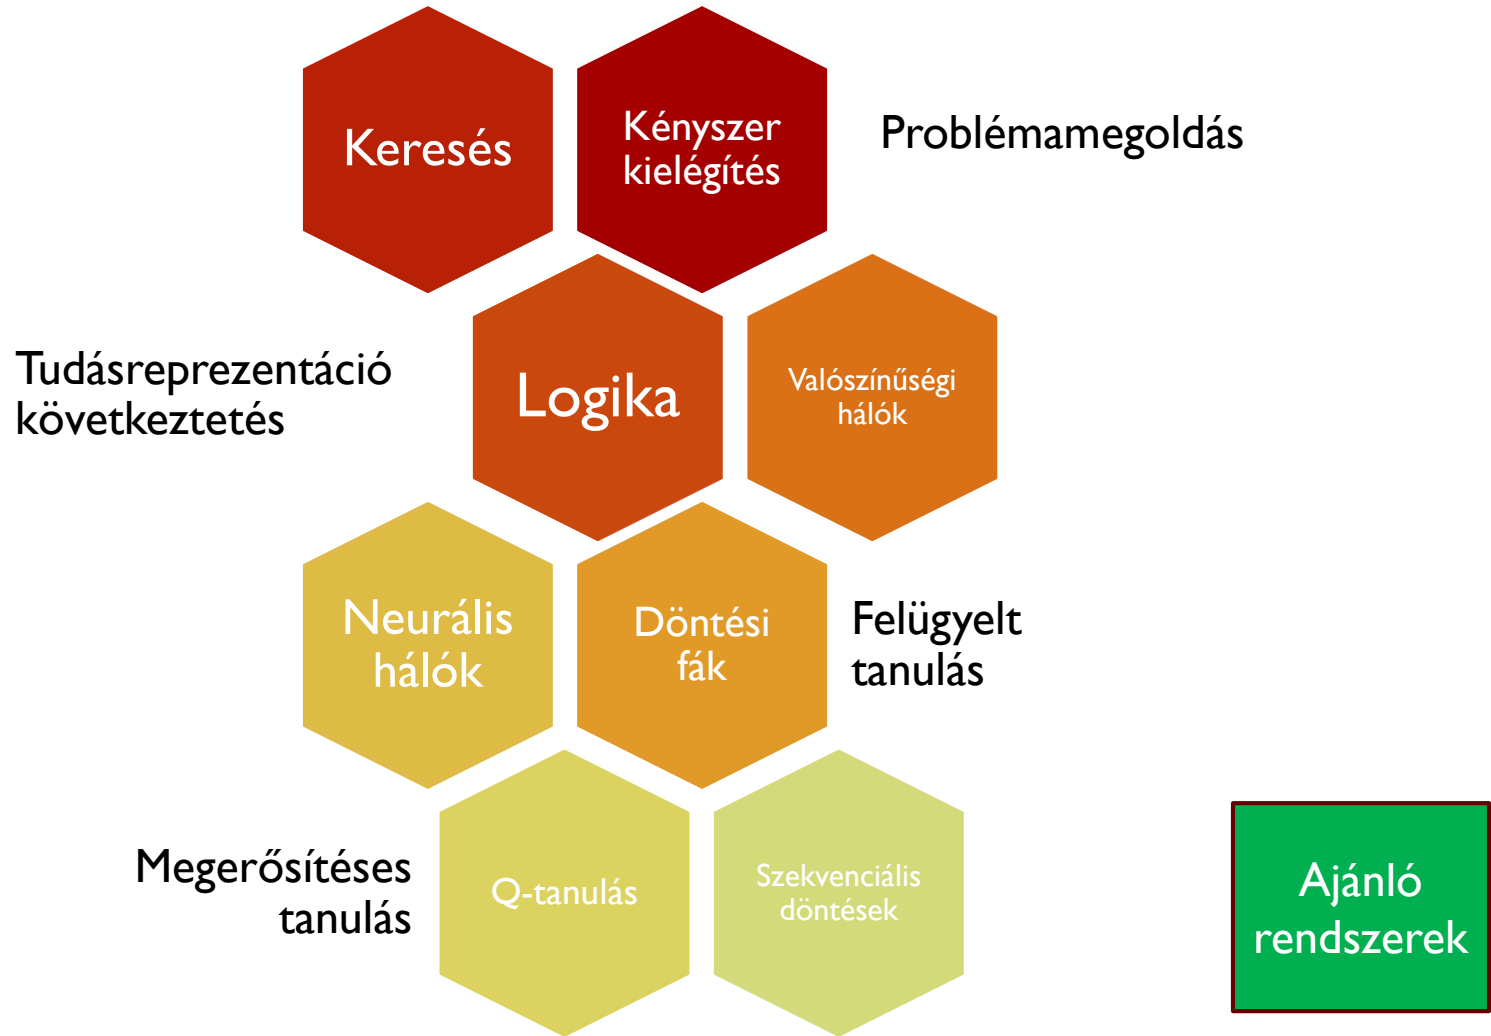 Keresés
Kényszer
kielégítés
Problémamegoldás
Tudásreprezentáció
következtetés
Logika
Valószínűségi
hálók
Neurális
hálók
Döntési
fák
Felügyelt
tanulás
Megerősítéses
tanulás
Q-tanulás
Szekvenciális
döntések
Ajánló
rendszerek